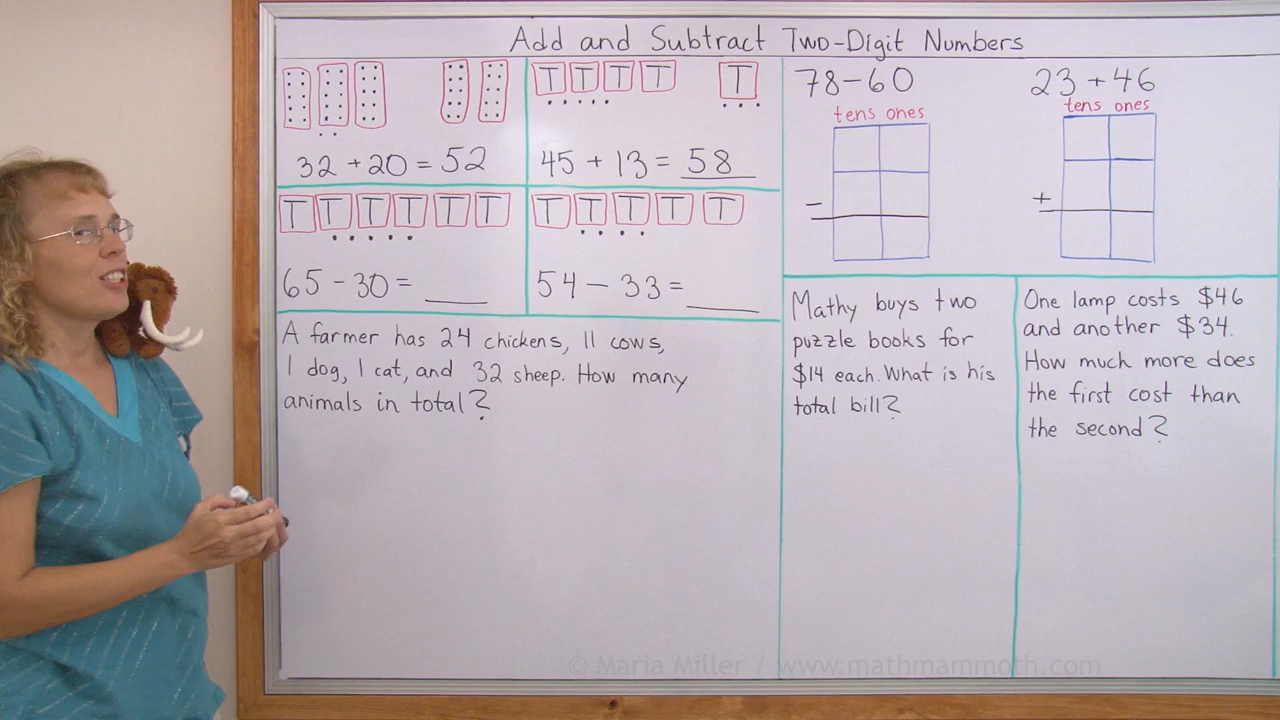 Add and Subtract Two-Digit Numbers
32 + 20 = 52
T T T T T
45 + 13 = 58
T T T T T T
65 - 30 = ____
T T T T T
54 - 33 = ____
78 - 60
tens ones
-
23 + 46
tens ones
+
A farmer has 24 chickens, 11 cows,
1 dog, 1 cat, and 32 sheep. How many
animals in total?
Mathy buys two
puzzle books for
$14 each. What is his
total bill?
One lamp costs $46
and another $34.
How much more does
the first cost than
the second?
© Maria Miller / www.mathmammoth.com